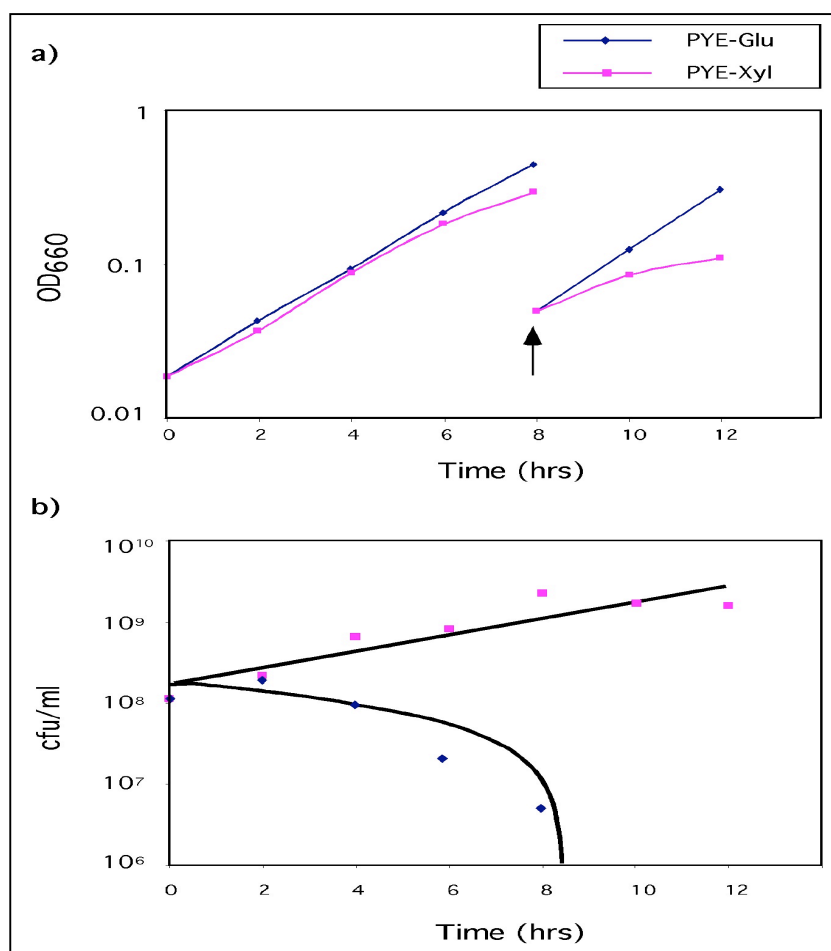 a)
PYE-Glu
PYE-Xyl
1
0.1
0.01
OD660
0 2 4 6 8 10 12
Time (hrs)
b)
10¹⁰
10⁹
10⁸
10⁷
10⁶
cfu/ml
0 2 4 6 8 10 12
Time (hrs)